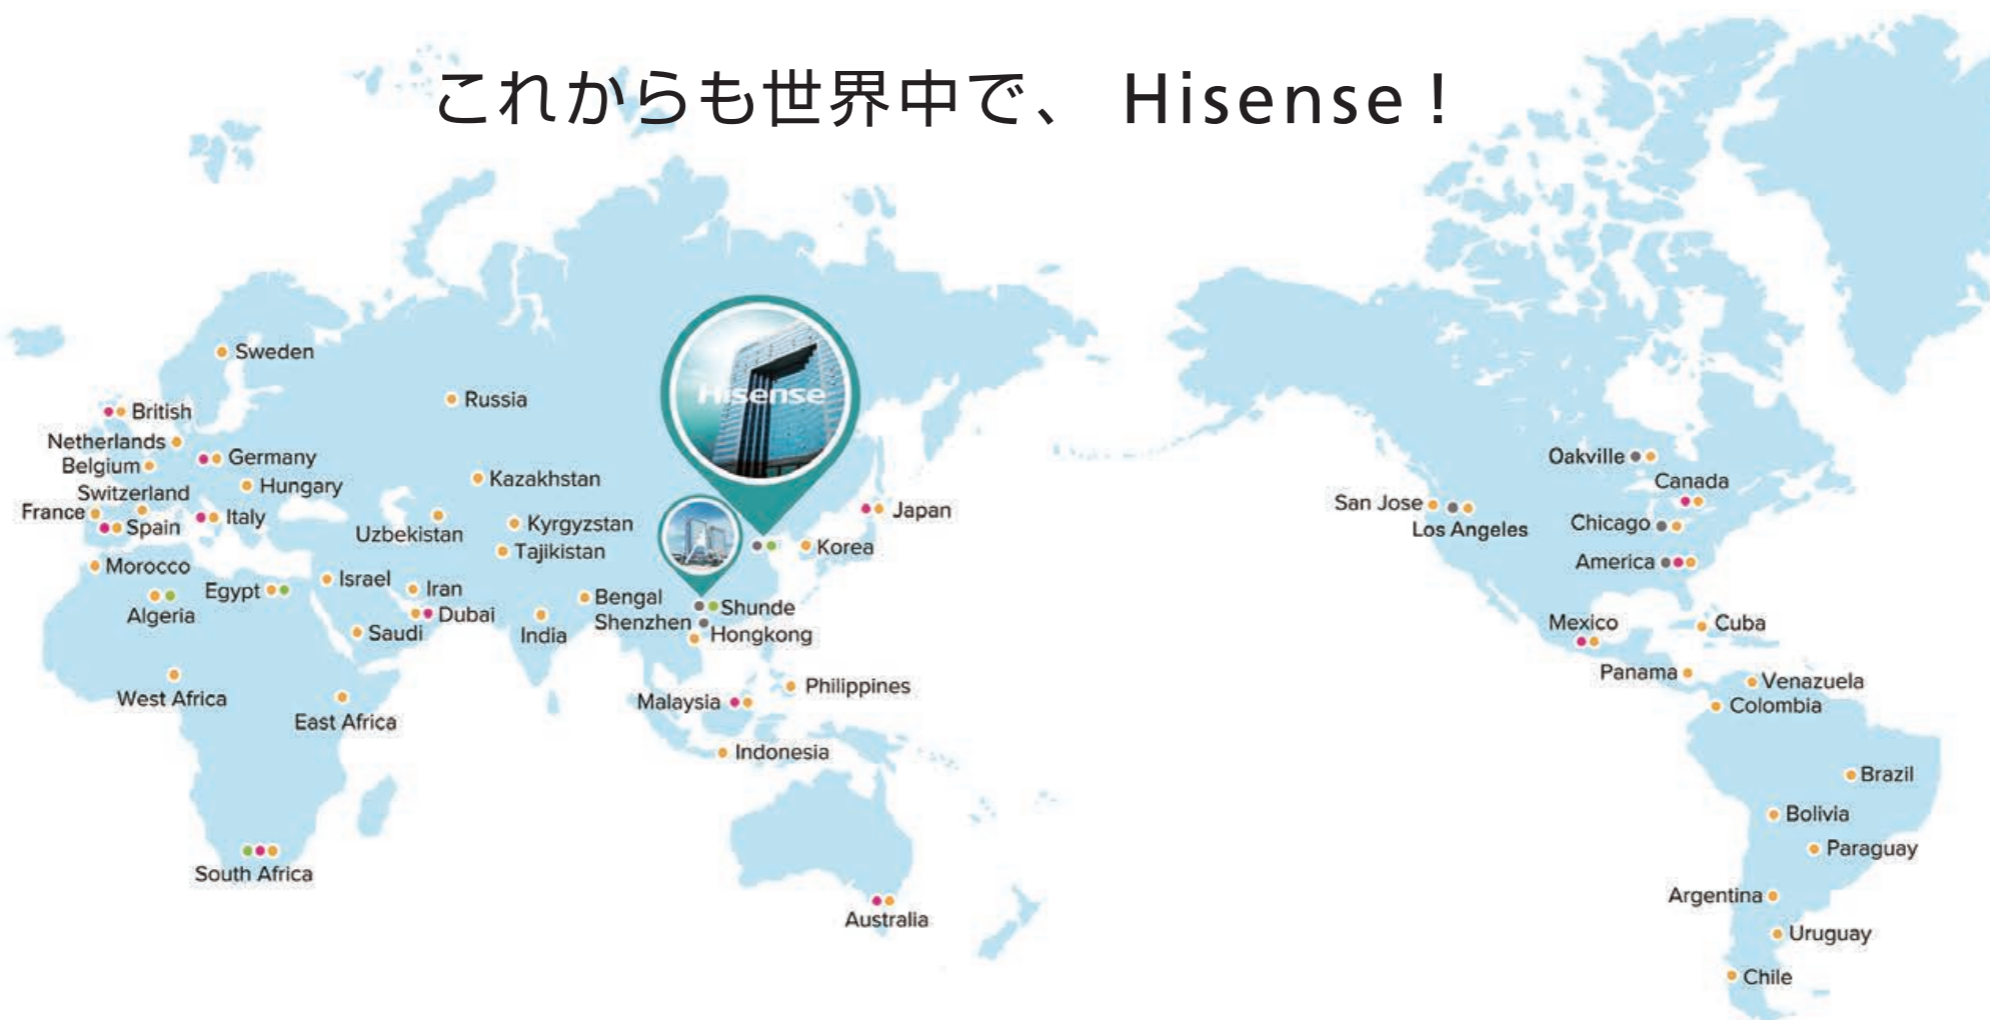 これからも世界中で、 Hisense！
Sweden
British
Netherlands
Belgium
Germany
Hungary
Switzerland
France
Spain
Italy
Russia
Kazakhstan
Uzbekistan
Kyrgyzstan
Tajikistan
Hisense
Japan
Korea
Morocco
Algeria
Egypt
Israel
Iran
Dubai
Saudi
India
Bengal
Shunde
Shenzhen
Hongkong
West Africa
East Africa
Malaysia
Philippines
Indonesia
South Africa
Australia
Oakville
Canada
San Jose
Los Angeles
Chicago
America
Mexico
Cuba
Panama
Venazuela
Colombia
Brazil
Bolivia
Paraguay
Argentina
Uruguay
Chile